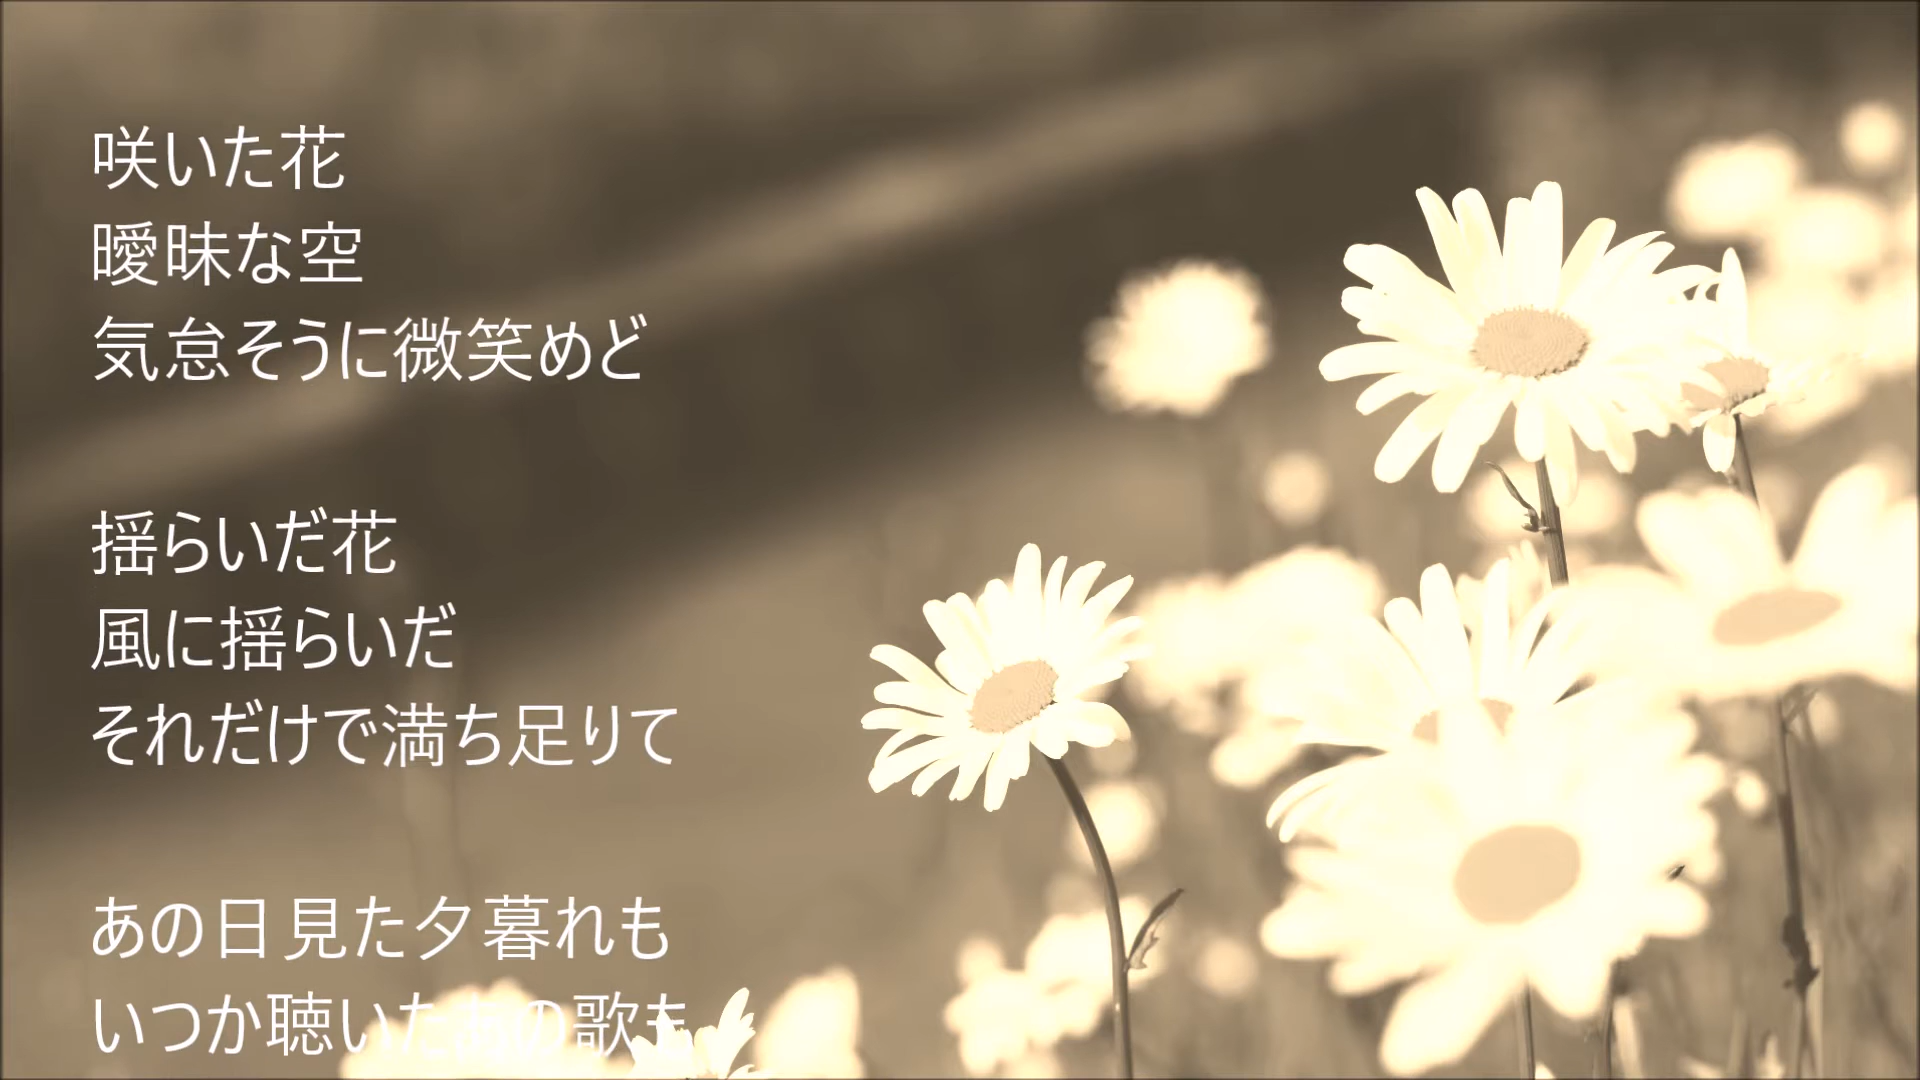 咲いた花
曖昧な空
気怠そうに微笑めど
揺らいだ花
風に揺らいだ
それだけで満ち足りて
あの日見た夕暮れも
いつか聴いたあの歌も